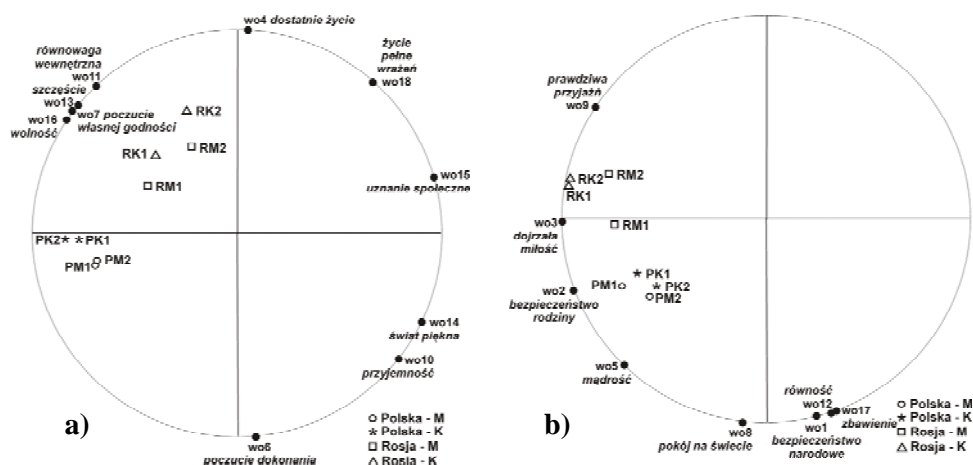 wo4 dostatnie życie
równowaga
wewnętrzna
wo11
szczęście
wo13
wo7 poczucie
wo16
wolność
własnej godności
życie
pełne
wrażeń
wo18
RK2
RM2
RK1
RM1
wo15
uznanie społeczne
PK2
PK1
PM2
PM1
wo14
świat piękna
wo10
przyjemność
wo6
poczucie dokonania
a)
Polska - M
Polska - K
Rosja - M
Rosja - K
prawdziwa
przyjaźń
wo9
RK2
RM2
RK1
wo3
dojrzała
miłość
RM1
PK1
PM1
PK2
PM2
wo2
bezpieczeństwo
rodziny
wo5
mądrość
równość
wo12
wo17
zbawienie
wo1
wo8
pokój na świecie
bezpieczeństwo
narodowe
b)
Polska - M
Polska - K
Rosja - M
Rosja - K